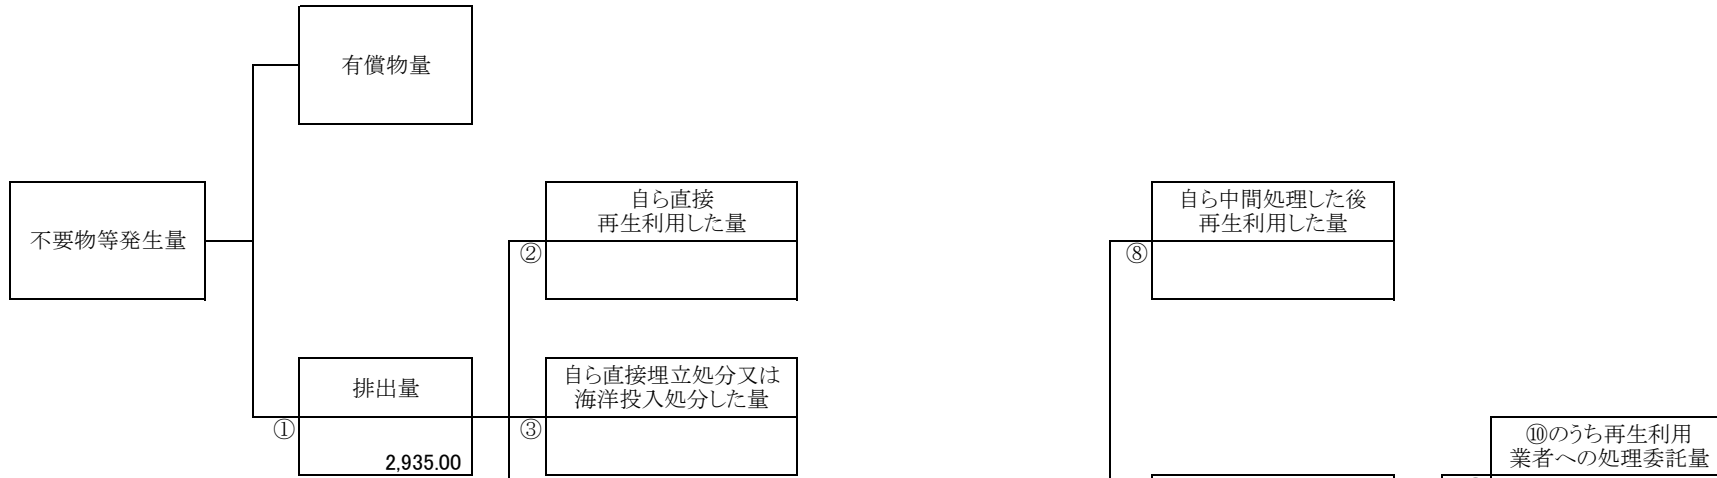 有償物量
不要物等発生量
自ら直接
再生利用した量
②
自ら中間処理した後
再生利用した量
⑧
排出量
①
2,935.00
自ら直接埋立処分又は
海洋投入処分した量
③
⑩のうち再生利用
業者への処理委託量